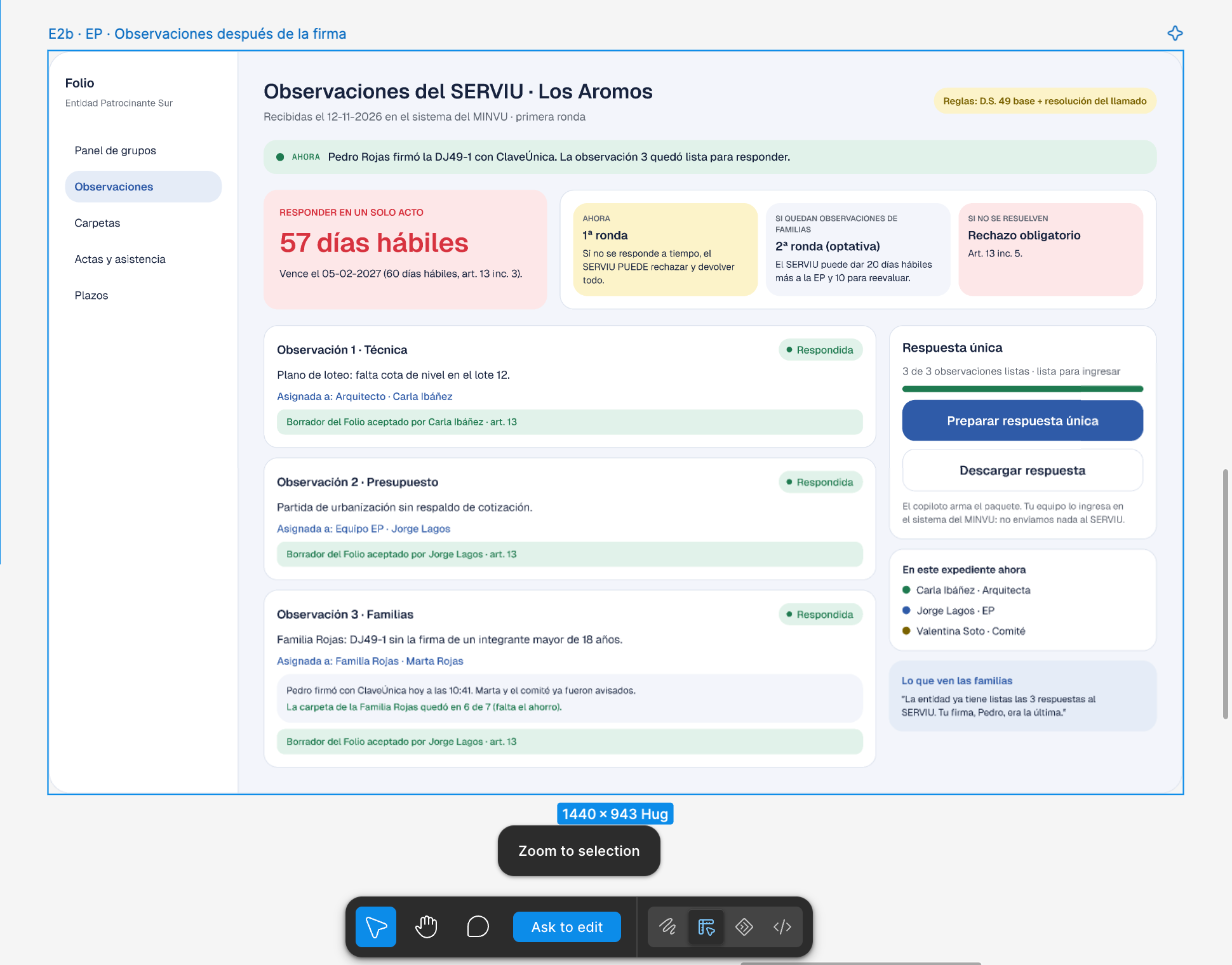 E2b · EP · Observaciones después de la firma
Folio
Entidad Patrocinante Sur
Panel de grupos
Observaciones
Carpetas
Actas y asistencia
Plazos
Observaciones del SERVIU · Los Aromos
Recibidas el 12-11-2026 en el sistema del MINVU · primera ronda
Reglas: D.S. 49 base + resolución del llamado
AHORA Pedro Rojas firmó la DJ49-1 con ClaveÚnica. La observación 3 quedó lista para responder.
RESPONDER EN UN SOLO ACTO
57 días hábiles
Vence el 05-02-2027 (60 días hábiles, art. 13 inc. 3).
AHORA
1ª ronda
Si no se responde a tiempo, el
SERVIU PUEDE rechazar y devolver
todo.
SI QUEDAN OBSERVACIONES DE
FAMILIAS
2ª ronda (optativa)
El SERVIU puede dar 20 días hábiles
más a la EP y 10 para reevaluar.
SI NO SE RESUELVEN
Rechazo obligatorio
Art. 13 inc. 5.
Observación 1 · Técnica
Respondida
Plano de loteo: falta cota de nivel en el lote 12.
Asignada a: Arquitecto · Carla Ibáñez
Borrador del Folio aceptado por Carla Ibáñez · art. 13
Observación 2 · Presupuesto
Respondida
Partida de urbanización sin respaldo de cotización.
Asignada a: Equipo EP · Jorge Lagos
Borrador del Folio aceptado por Jorge Lagos · art. 13
Observación 3 · Familias
Respondida
Familia Rojas: DJ49-1 sin la firma de un integrante mayor de 18 años.
Asignada a: Familia Rojas · Marta Rojas
Pedro firmó con ClaveÚnica hoy a las 10:41. Marta y el comité ya fueron avisados.
La carpeta de la Familia Rojas quedó en 6 de 7 (falta el ahorro).
Borrador del Folio aceptado por Jorge Lagos · art. 13
Respuesta única
3 de 3 observaciones listas · lista para ingresar
Preparar respuesta única
Descargar respuesta
El copiloto arma el paquete. Tu equipo lo ingresa en
el sistema del MINVU: no enviamos nada al SERVIU.
En este expediente ahora
Carla Ibáñez · Arquitecta
Jorge Lagos · EP
Valentina Soto · Comité
Lo que ven las familias
"La entidad ya tiene listas las 3 respuestas al
SERVIU. Tu firma, Pedro, era la última."
1440 × 943 Hug
Zoom to selection
Ask to edit